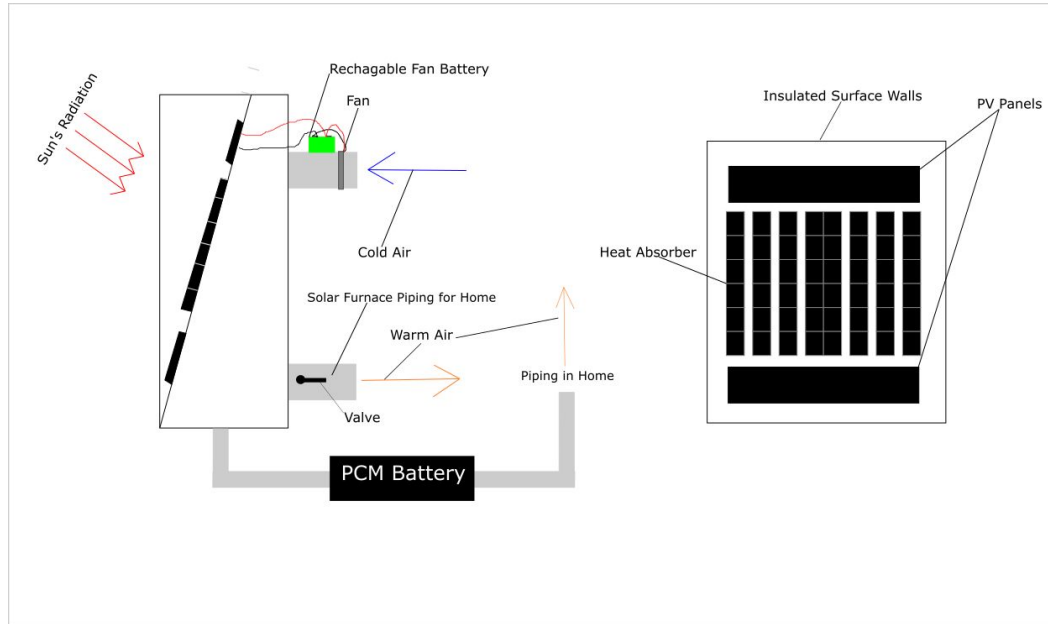 Rechagable Fan Battery
Fan
Sun's Radiation
Cold Air
Solar Furnace Piping for Home
Warm Air
Valve
Piping in Home
PCM Battery
Insulated Surface Walls
PV Panels
Heat Absorber